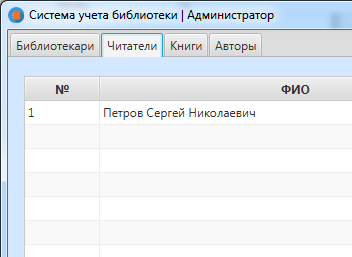 Система учета библиотеки | Администратор
Библиотекари Читатели Книги Авторы
№ ФИО
1 Петров Сергей Николаевич